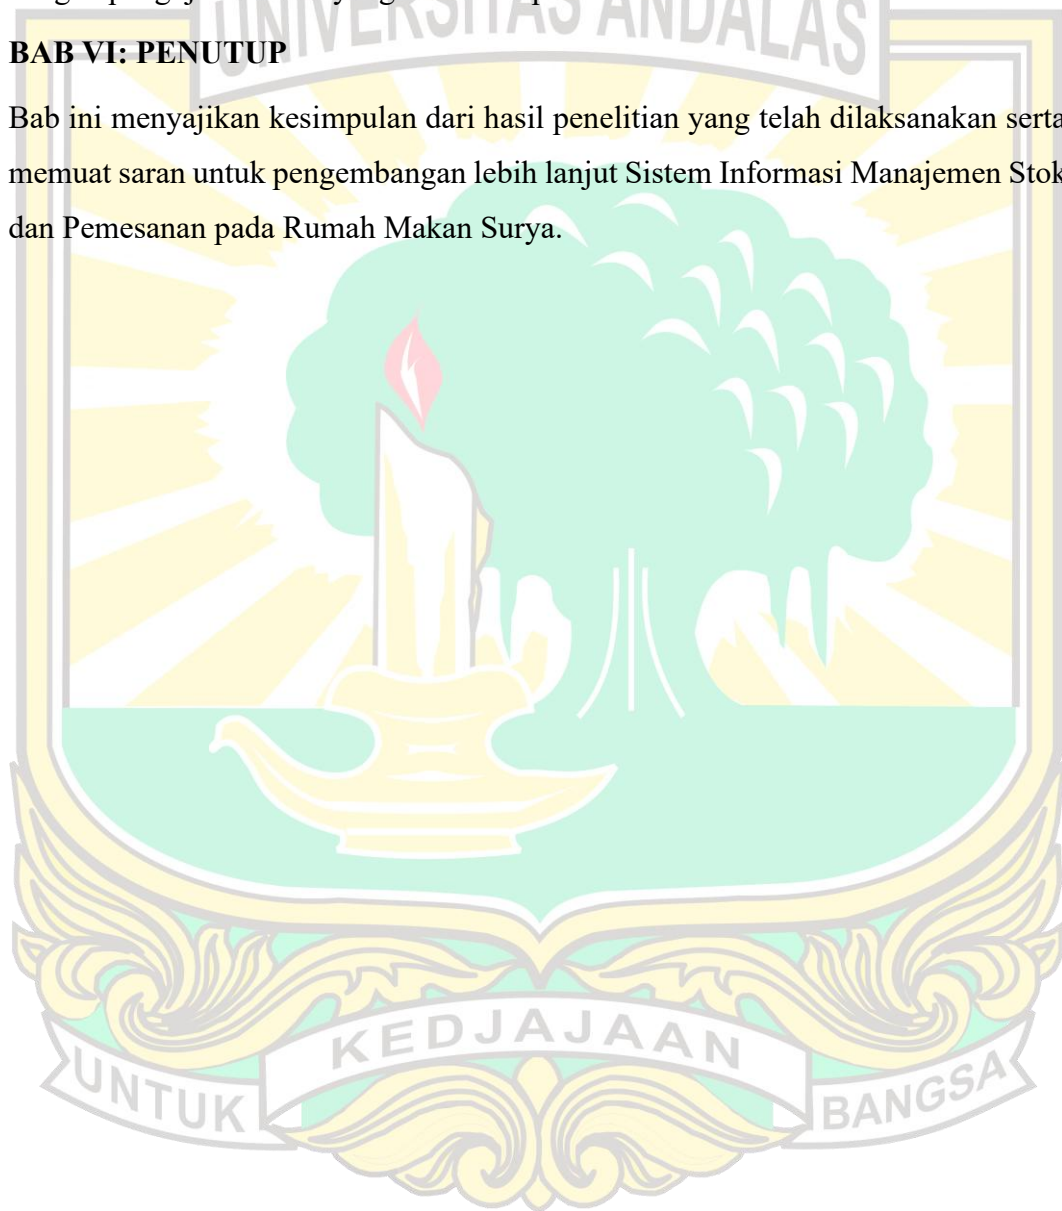 UNIVERSITAS ANDALAS
BAB VI: PENUTUP
Bab ini menyajikan kesimpulan dari hasil penelitian yang telah dilaksanakan serta
memuat saran untuk pengembangan lebih lanjut Sistem Informasi Manajemen Stok
dan Pemesanan pada Rumah Makan Surya.
KEDJAJAAN
UNTUK
BANGSA